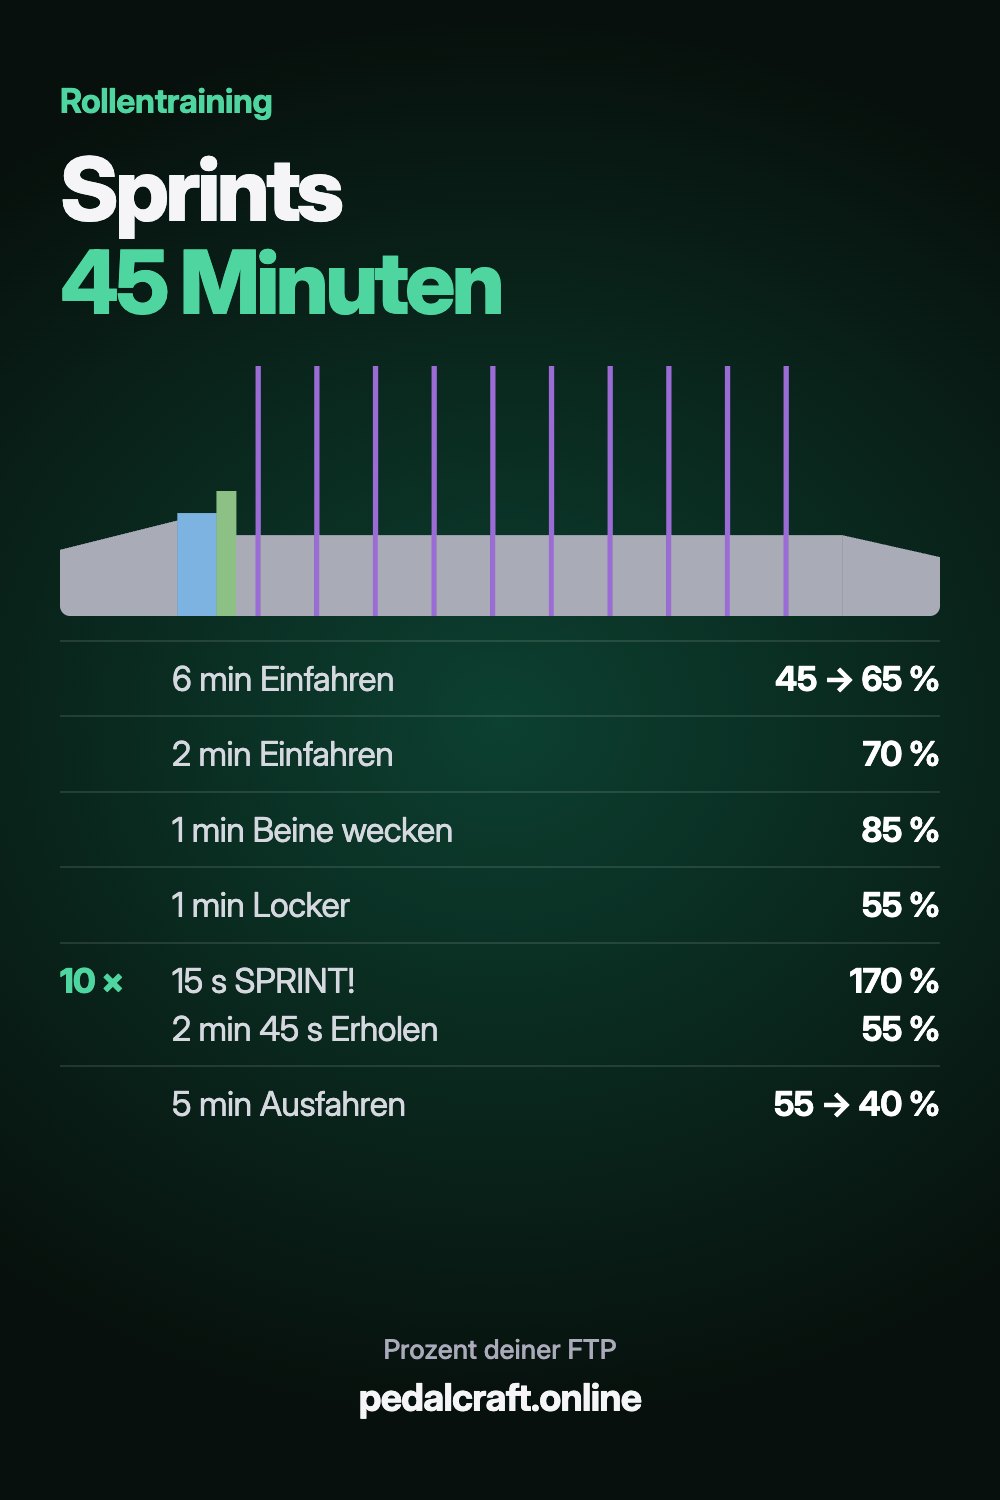 Rollentraining
Sprints
45 Minuten
6 min Einfahren 45 → 65 %
2 min Einfahren 70 %
1 min Beine wecken 85 %
1 min Locker 55 %
10 × 15 s SPRINT! 170 %
2 min 45 s Erholen 55 %
5 min Ausfahren 55 → 40 %
Prozent deiner FTP
pedalcraft.online